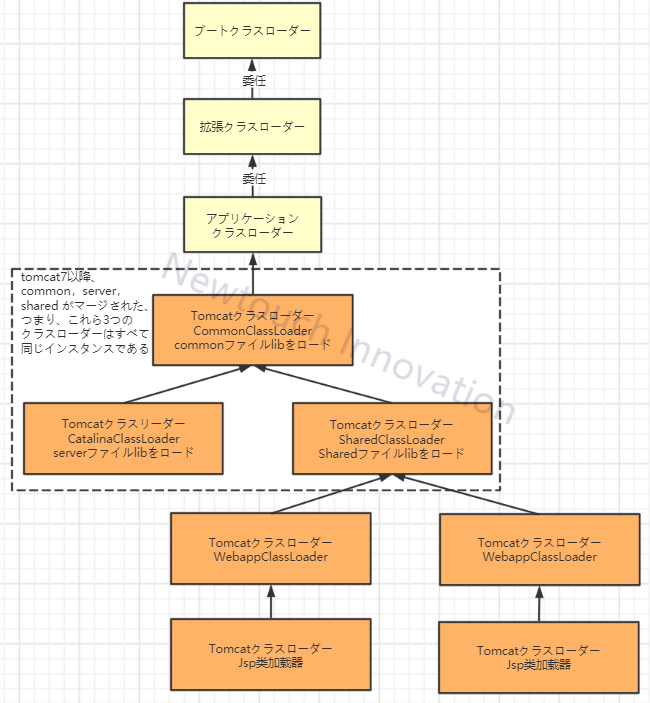 ブートクラスローダー
委任
拡張クラスローダー
委任
アプリケーション
クラスローダー
tomcat7以降、
common，server，
shared がマージされた、
つまり、これら3つの
クラスローダーはすべて
同じインスタンスである
Tomcatクラスローダー
CommonClassLoader
commonファイルlibをロード
Tomcatクラスリーダー
CatalinaClassLoader
serverファイルlibをロード
Tomcatクラスローダー
SharedClassLoader
Sharedファイルlibをロード
Tomcatクラスローダー
WebappClassLoader
Tomcatクラスローダー
WebappClassLoader
Tomcatクラスローダー
Jsp类加载器
Tomcatクラスローダー
Jsp类加载器
Newtouch Innovation